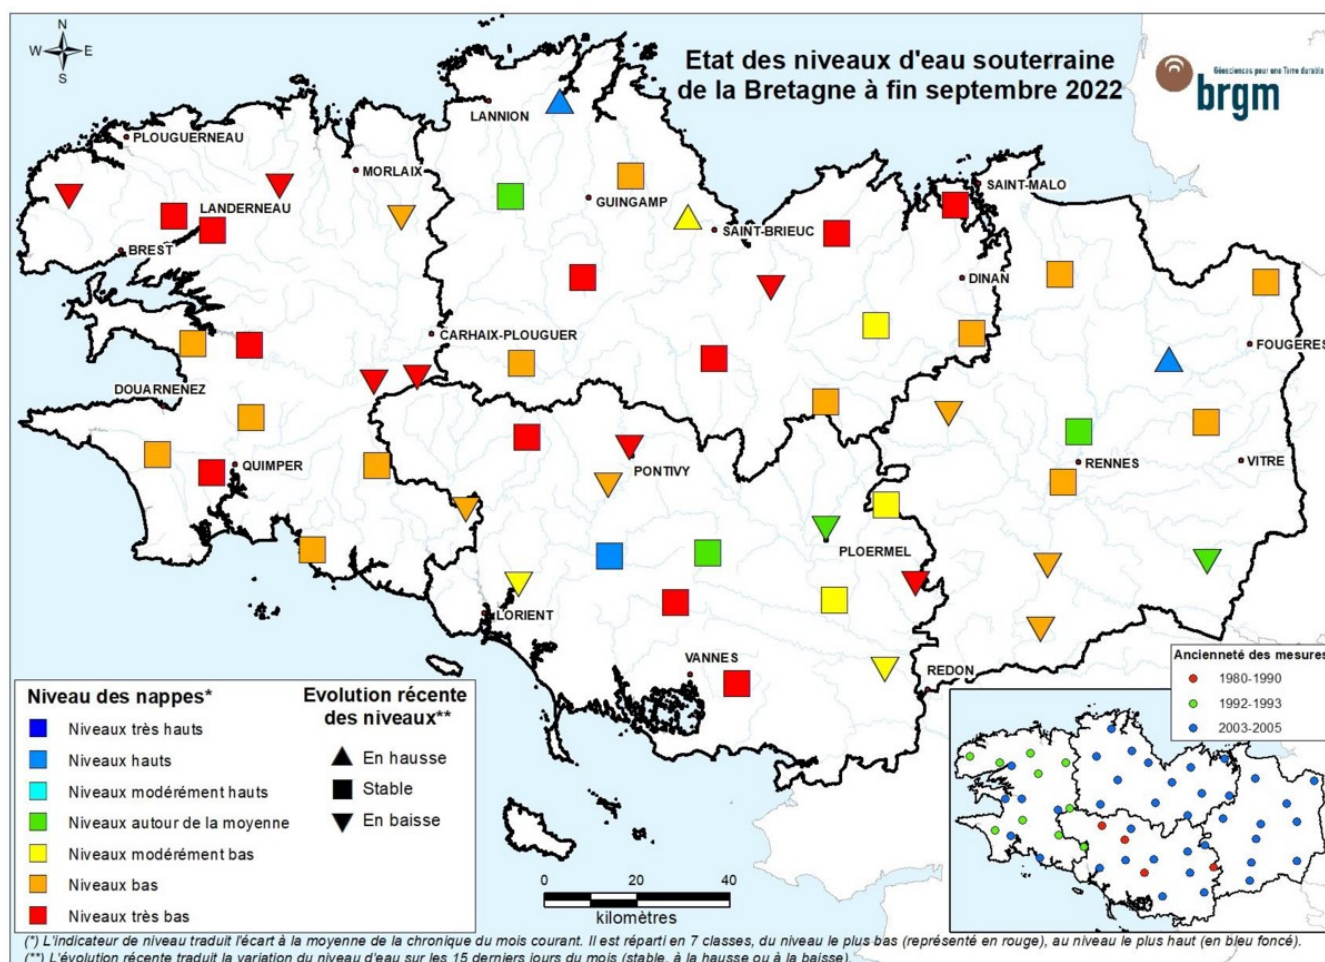 N
W E
S
Etat des niveaux d'eau souterraine
de la Bretagne à fin septembre 2022
Géosciences pour une Terre durable
brgm
LANNION
PLOUGUERNEAU
MORLAIX
SAINT-MALO
GUINGAMP
LANDERNEAU
SAINT-BRIEUC
BREST
DINAN
CARHAIX-PLOUGUER
FOUGERES
DOUARNENEZ
QUIMPER
PONTIVY
RENNES
VITRE
PLOERMEL
LORIENT
VANNES
REDON
Niveau des nappes*
Niveaux très hauts
Niveaux hauts
Niveaux modérément hauts
Niveaux autour de la moyenne
Niveaux modérément bas
Niveaux bas
Niveaux très bas
Evolution récente
des niveaux**
En hausse
Stable
En baisse
0 20 40
kilomètres
Ancienneté des mesures
1980-1990
1992-1993
2003-2005
(*) L'indicateur de niveau traduit l'écart à la moyenne de la chronique du mois courant. Il est réparti en 7 classes, du niveau le plus bas (représenté en rouge), au niveau le plus haut (en bleu foncé).
(**) L'évolution récente traduit la variation du niveau d'eau sur les 15 derniers jours du mois (stable, à la hausse ou à la baisse).